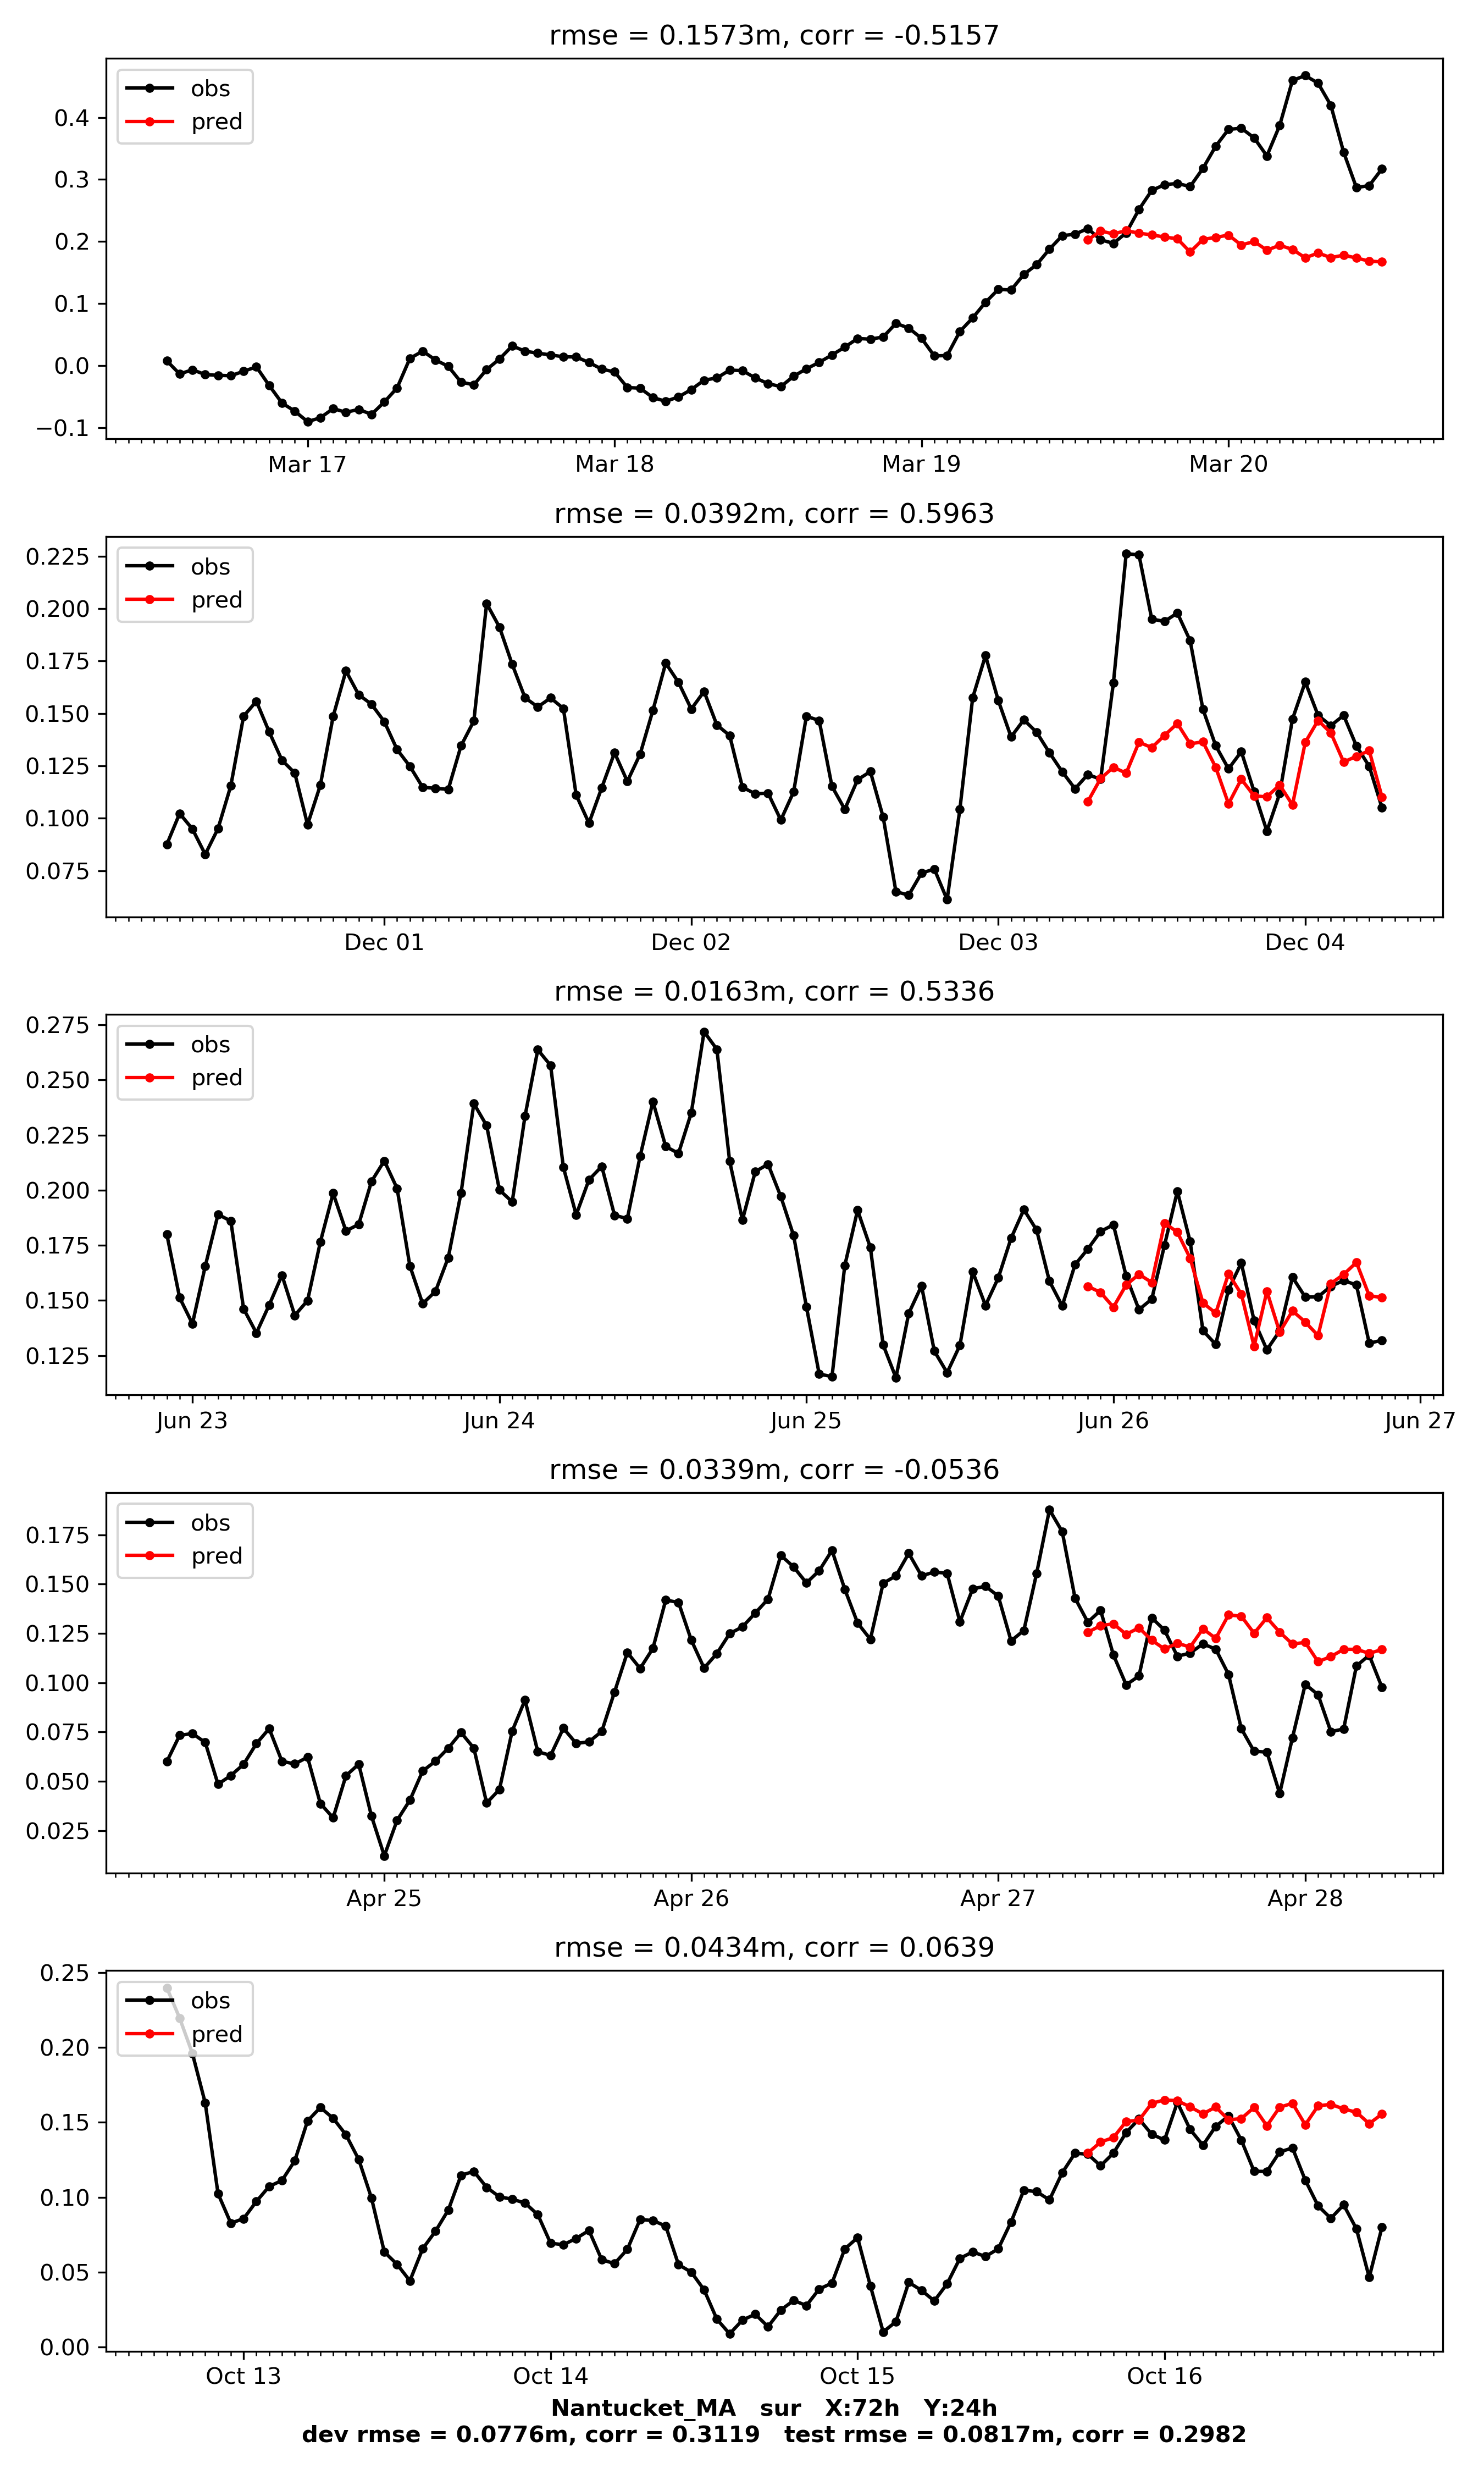 rmse = 0.1573m, corr = -0.5157
obs
pred
0.4
0.3
0.2
0.1
0.0
−0.1
Mar 17 Mar 18 Mar 19 Mar 20
rmse = 0.0392m, corr = 0.5963
obs
pred
0.225
0.200
0.175
0.150
0.125
0.100
0.075
Dec 01 Dec 02 Dec 03 Dec 04
rmse = 0.0163m, corr = 0.5336
obs
pred
0.275
0.250
0.225
0.200
0.175
0.150
0.125
Jun 23 Jun 24 Jun 25 Jun 26 Jun 27
rmse = 0.0339m, corr = -0.0536
obs
pred
0.175
0.150
0.125
0.100
0.075
0.050
0.025
Apr 25 Apr 26 Apr 27 Apr 28
rmse = 0.0434m, corr = 0.0639
obs
pred
0.25
0.20
0.15
0.10
0.05
0.00
Oct 13 Oct 14 Oct 15 Oct 16
Nantucket_MA sur X:72h Y:24h
dev rmse = 0.0776m, corr = 0.3119 test rmse = 0.0817m, corr = 0.2982